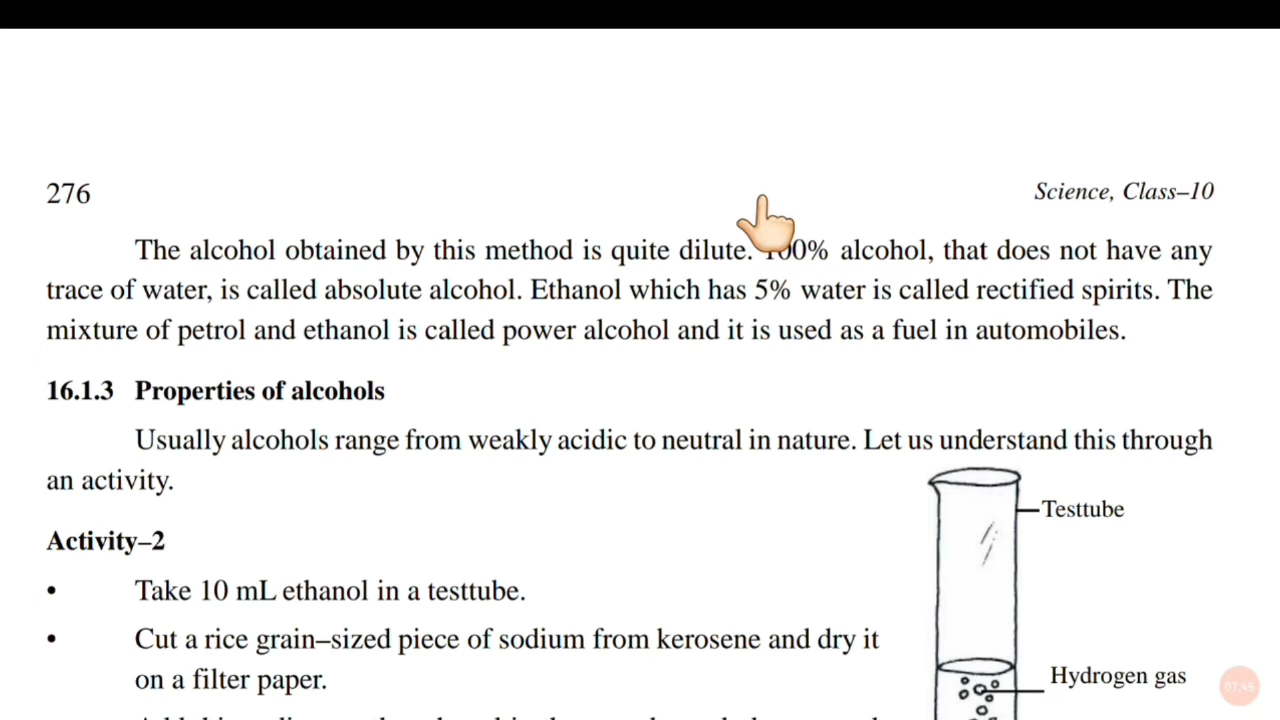 276
Science, Class–10
The alcohol obtained by this method is quite dilute. 100% alcohol, that does not have any
trace of water, is called absolute alcohol. Ethanol which has 5% water is called rectified spirits. The
mixture of petrol and ethanol is called power alcohol and it is used as a fuel in automobiles.
16.1.3 Properties of alcohols
Usually alcohols range from weakly acidic to neutral in nature. Let us understand this through
an activity.
Testtube
Activity–2
• Take 10 mL ethanol in a testtube.
• Cut a rice grain–sized piece of sodium from kerosene and dry it
on a filter paper.
Hydrogen gas
07:45